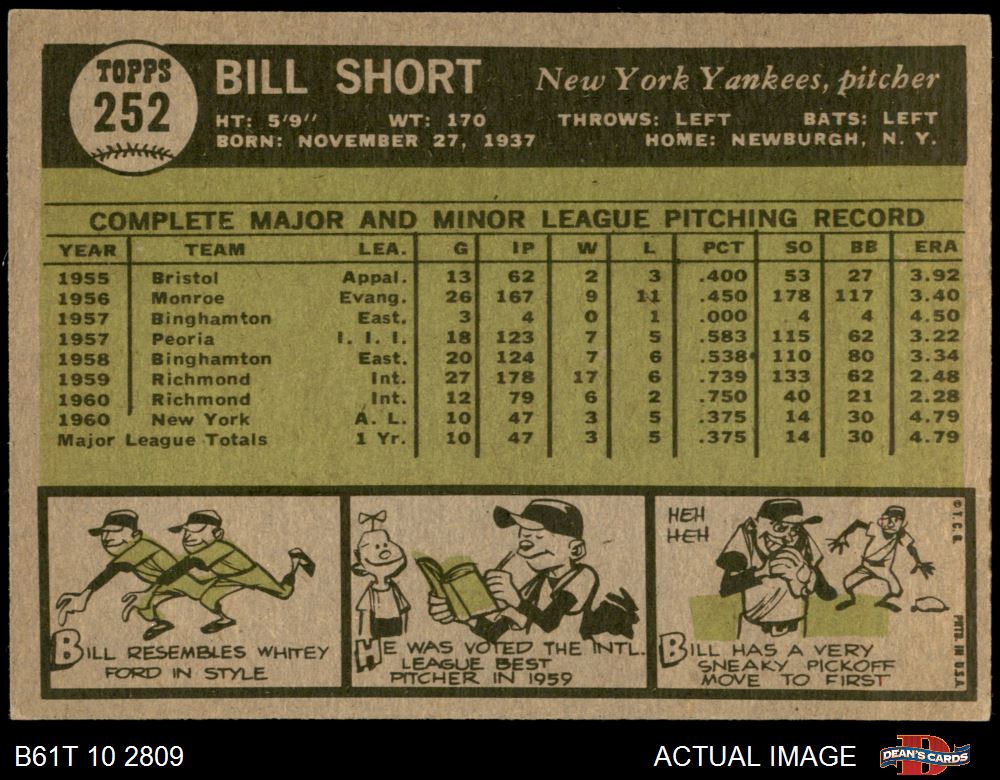 TOPPS
252
BILL SHORT New York Yankees, pitcher
HT: 5'9" WT: 170 THROWS: LEFT BATS: LEFT
BORN: NOVEMBER 27, 1937 HOME: NEWBURGH, N. Y.
COMPLETE MAJOR AND MINOR LEAGUE PITCHING RECORD
YEAR TEAM LEA. G IP W L PCT SO BB ERA
1955 Bristol Appal. 13 62 2 3 .400 53 27 3.92
1956 Monroe Evang. 26 167 9 11 .450 178 117 3.40
1957 Binghamton East. 3 4 0 1 .000 4 4 4.50
1957 Peoria I. I. I. 18 123 7 5 .583 115 62 3.22
1958 Binghamton East. 20 124 7 6 .538 110 80 3.34
1959 Richmond Int. 27 178 17 6 .739 133 62 2.48
1960 Richmond Int. 12 79 6 2 .750 40 21 2.28
1960 New York A. L. 10 47 3 5 .375 14 30 4.79
Major League Totals 1 Yr. 10 47 3 5 .375 14 30 4.79
BILL RESEMBLES WHITEY
FORD IN STYLE
HE WAS VOTED THE INTL.
LEAGUE BEST
PITCHER IN 1959
HEH
HEH
BILL HAS A VERY
SNEAKY PICKOFF
MOVE TO FIRST
© T. C. G.
PRTD. IN U.S.A.
B61T 10 2809 ACTUAL IMAGE DEAN'S CARDS